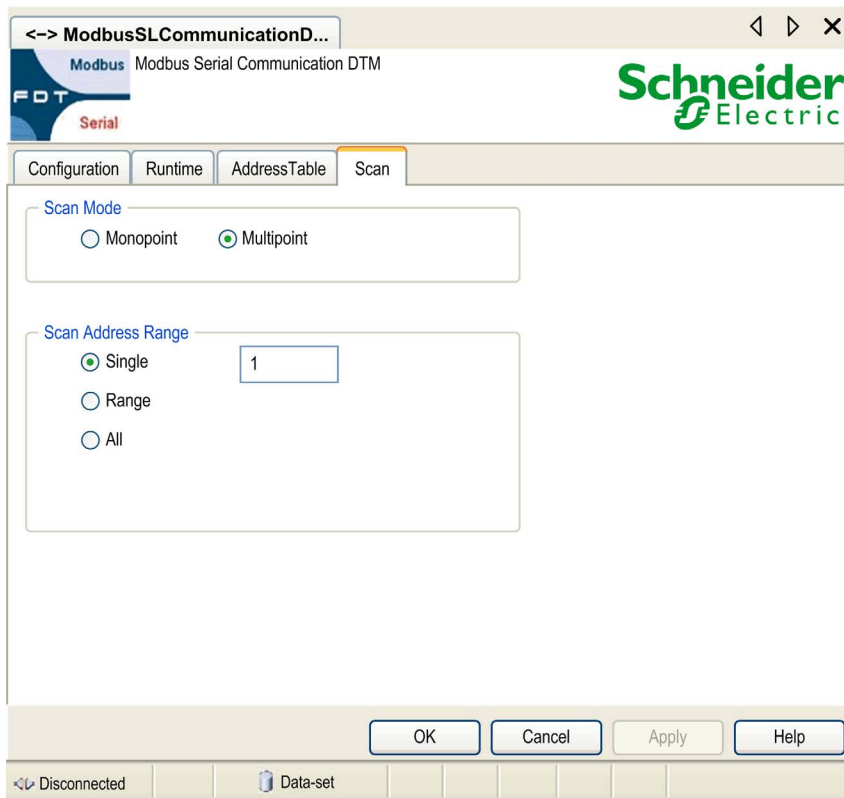 <-> ModbusSLCommunicationD...
Modbus
FDT
Serial
Modbus Serial Communication DTM
Schneider
Electric
Configuration
Runtime
AddressTable
Scan
Scan Mode
Monopoint
Multipoint
Scan Address Range
Single
1
Range
All
OK
Cancel
Apply
Help
Disconnected
Data-set